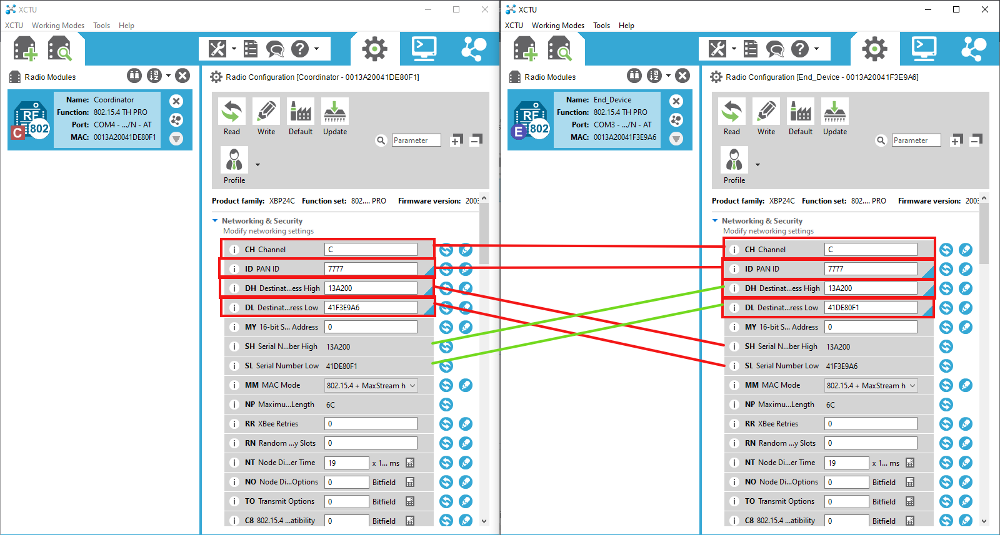 XCTU
XCTU Working Modes Tools Help
Radio Modules
Name: Coordinator
Function: 802.15.4 TH PRO
Port: COM4 - .../N - AT
MAC: 0013A20041DE80F1
RF
802
C
Radio Configuration [Coordinator - 0013A20041DE80F1]
Read Write Default Update
Parameter
Profile
Product family: XBP24C Function set: 802.... PRO Firmware version: 2003
Networking & Security
Modify networking settings
i CH Channel C
i ID PAN ID 7777
i DH Destinat...ess High 13A200
i DL Destinat...ress Low 41F3E9A6
i MY 16-bit S... Address 0
i SH Serial N...ber High 13A200
i SL Serial Number Low 41DE80F1
i MM MAC Mode 802.15.4 + MaxStream h
i NP Maximu...Length 6C
i RR XBee Retries 0
i RN Random ...y Slots 0
i NT Node Di...er Time 19 x 1... ms
i NO Node Di...Options 0 Bitfield
i TO Transmit Options 0 Bitfield
i C8 802.15.4 ...atibility 0 Bitfield
XCTU
XCTU Working Modes Tools Help
Radio Modules
Name: End_Device
Function: 802.15.4 TH PRO
Port: COM3 - .../N - AT
MAC: 0013A20041F3E9A6
RF
802
E
Radio Configuration [End_Device - 0013A20041F3E9A6]
Read Write Default Update
Parameter
Profile
Product family: XBP24C Function set: 802.... PRO Firmware version: 2003
Networking & Security
Modify networking settings
i CH Channel C
i ID PAN ID 7777
i DH Destinat...ess High 13A200
i DL Destinat...ress Low 41DE80F1
i MY 16-bit S... Address 0
i SH Serial N...ber High 13A200
i SL Serial Number Low 41F3E9A6
i MM MAC Mode 802.15.4 + MaxStream h
i NP Maximu...Length 6C
i RR XBee Retries 0
i RN Random ...y Slots 0
i NT Node Di...er Time 19 x 1... ms
i NO Node Di...Options 0 Bitfield
i TO Transmit Options 0 Bitfield
i C8 802.15.4 ...atibility 0 Bitfield